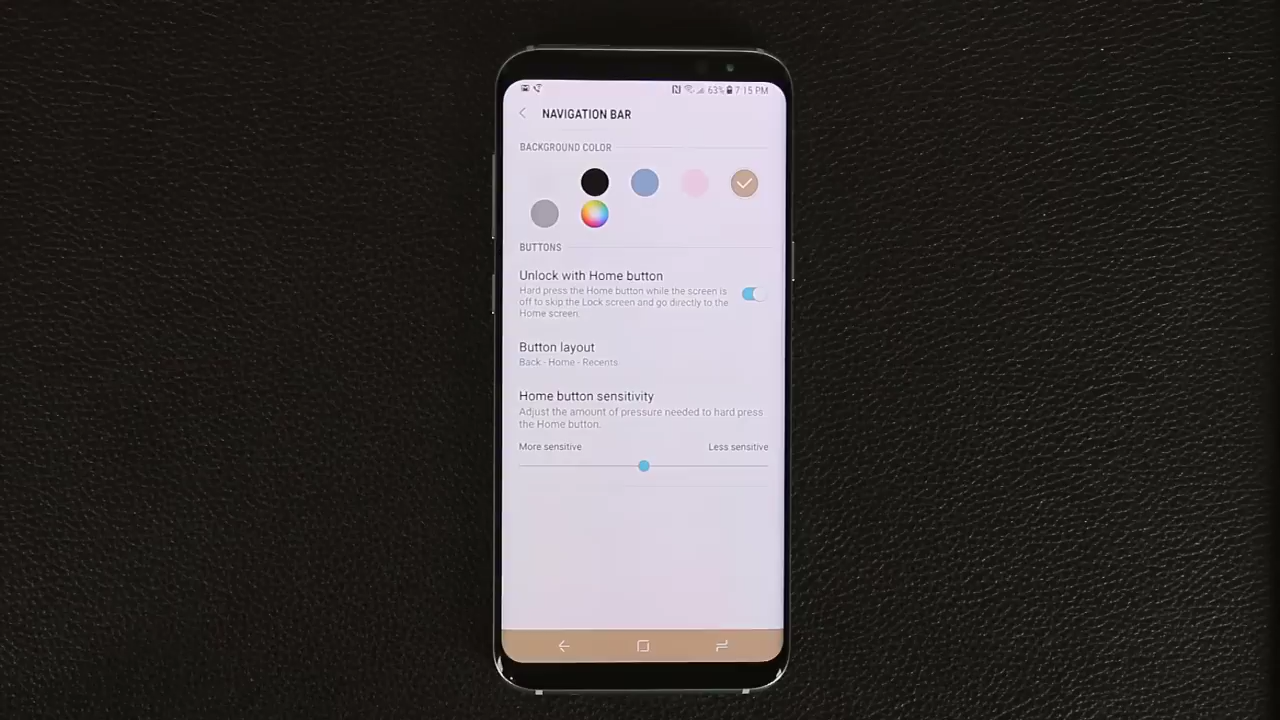 63% 7:15 PM
NAVIGATION BAR
BACKGROUND COLOR
BUTTONS
Unlock with Home button
Hard press the Home button while the screen is
off to skip the Lock screen and go directly to the
Home screen.
Button layout
Back - Home - Recents
Home button sensitivity
Adjust the amount of pressure needed to hard press
the Home button.
More sensitive Less sensitive